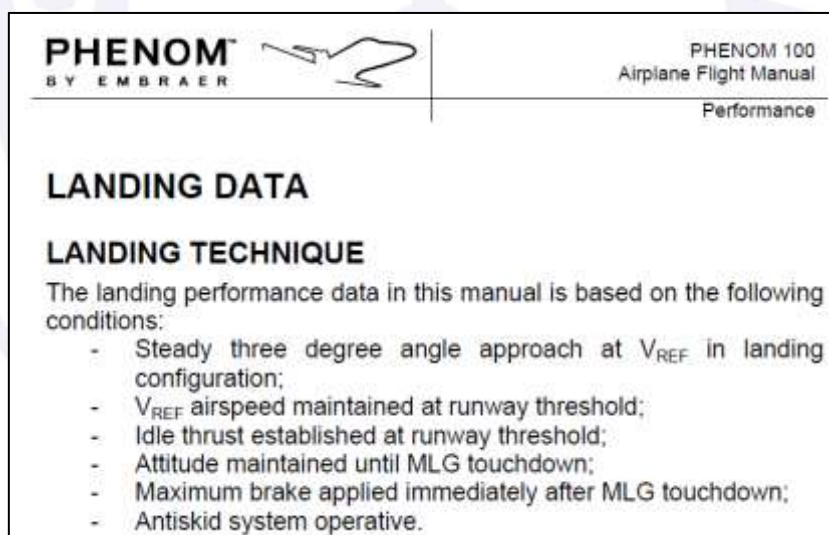 PHENOM™
BY EMBRAER
PHENOM 100
Airplane Flight Manual
Performance
LANDING DATA
LANDING TECHNIQUE
The landing performance data in this manual is based on the following
conditions:
- Steady three degree angle approach at VREF in landing
configuration;
- VREF airspeed maintained at runway threshold;
- Idle thrust established at runway threshold;
- Attitude maintained until MLG touchdown;
- Maximum brake applied immediately after MLG touchdown;
- Antiskid system operative.